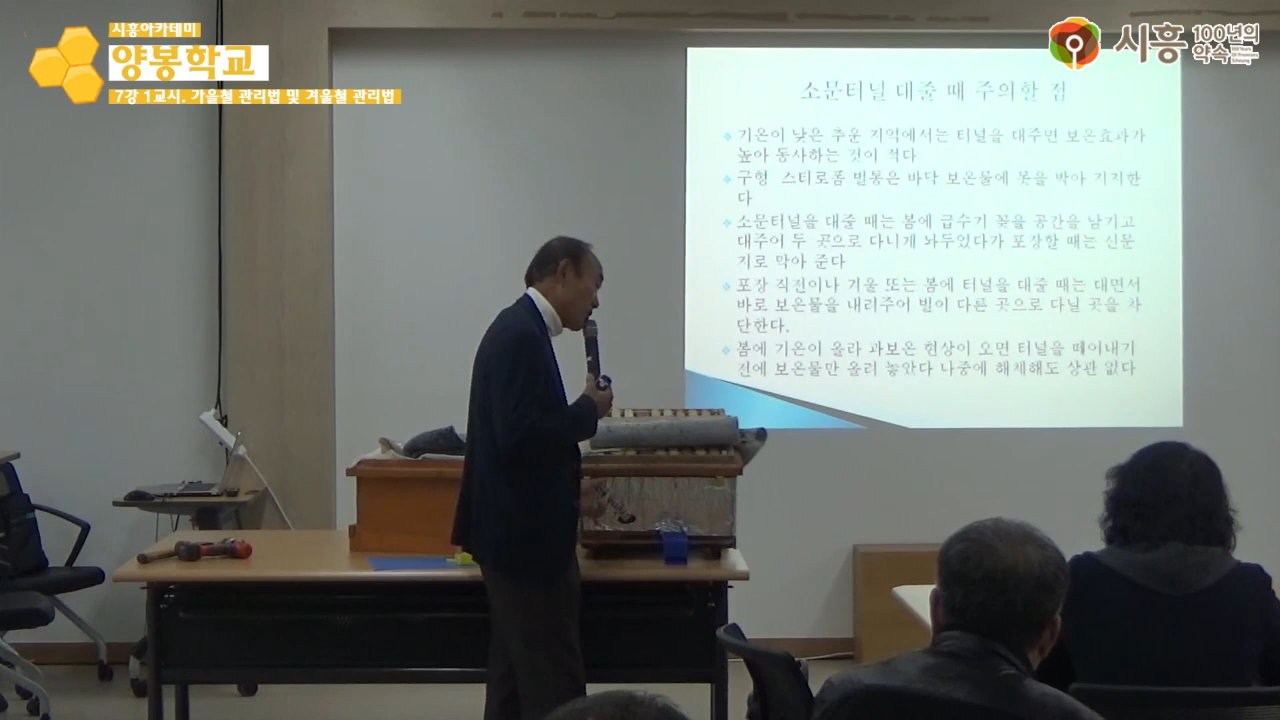 시흥아카데미
양봉학교
7강 1교시. 가을철 관리법 및 겨울철 관리법
시흥 100년의
약속
소문터널 대줄 때 주의한 점
기온이 낮은 추운 지역에서는 터널을 대주면 보온효과가
높아 동사하는 것이 적다
구형 스티로폼 벌통은 바닥 보온물에 못을 박아 지지한
다
소문터널을 대줄 때는 봄에 급수기 꽂을 공간을 남기고
대주어 두 곳으로 다니게 놔두었다가 포장할 때는 신문
지로 막아 준다
포장 직전이나 겨울 또는 봄에 터널을 대줄 때는 대면서
바로 보온물을 내려주어 벌이 다른 곳으로 다닐 곳을 차
단한다.
봄에 기온이 올라 과보온 현상이 오면 터널을 떼어내기
전에 보온물만 올려 놓았다 나중에 해체해도 상관 없다